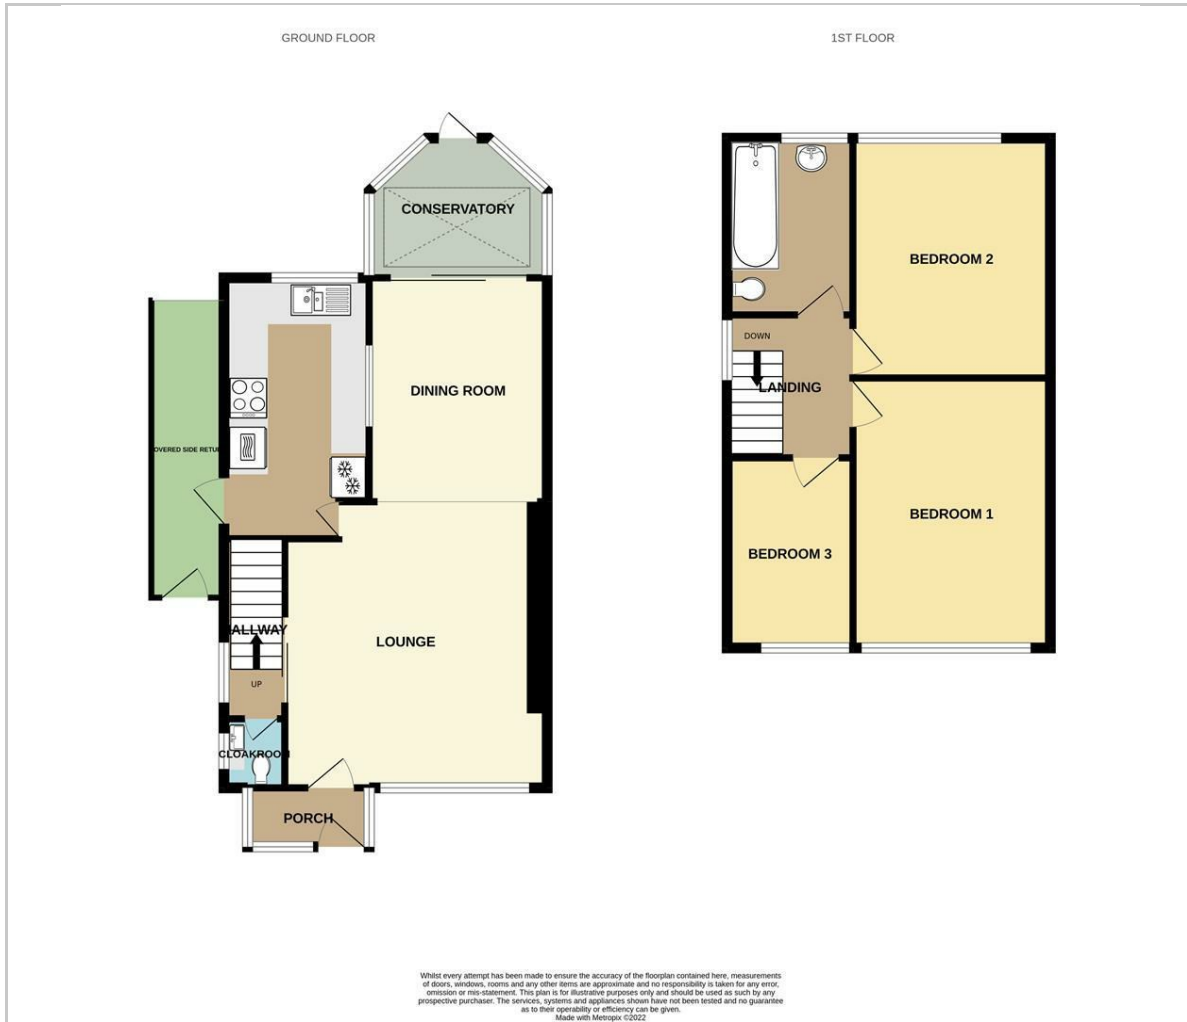 GROUND FLOOR
1ST FLOOR
CONSERVATORY
DINING ROOM
OVERED SIDE RETU
ALLWAY
UP
LOUNGE
CLOAKROOM
PORCH
BEDROOM 2
DOWN
LANDING
BEDROOM 1
BEDROOM 3
Whilst every attempt has been made to ensure the accuracy of the floorplan contained here, measurements
of doors, windows, rooms and any other items are approximate and no responsibility is taken for any error,
omission or mis-statement. This plan is for illustrative purposes only and should be used as such by any
prospective purchaser. The services, systems and appliances shown have not been tested and no guarantee
as to their operability or efficiency can be given.
Made with Metropix ©2022